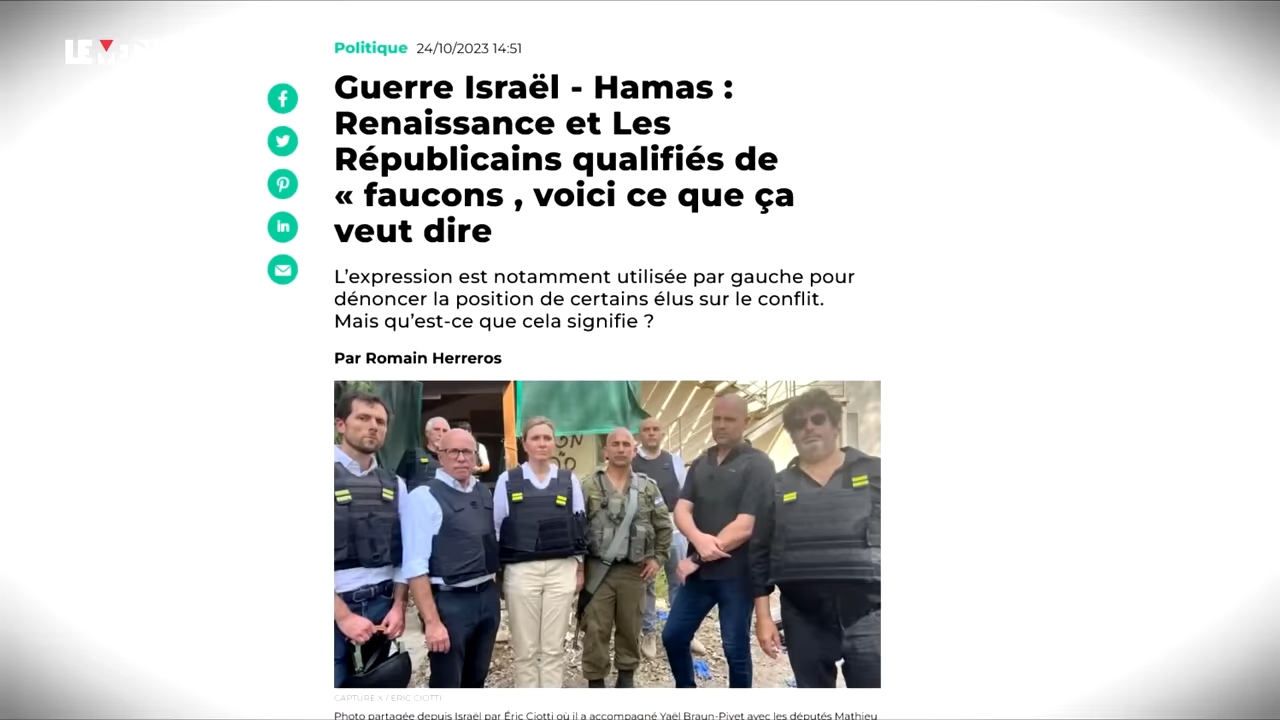 Politique 24/10/2023 14:51
Guerre Israël - Hamas :
Renaissance et Les
Républicains qualifiés de
« faucons , voici ce que ça
veut dire
L'expression est notamment utilisée par gauche pour
dénoncer la position de certains élus sur le conflit.
Mais qu'est-ce que cela signifie ?
Par Romain Herreros
CAPTURE X / ERIC CIOTTI
Photo partagée depuis Israël par Éric Ciotti où il a accompagné Yaël Braun-Pivet avec les députés Mathieu
LE